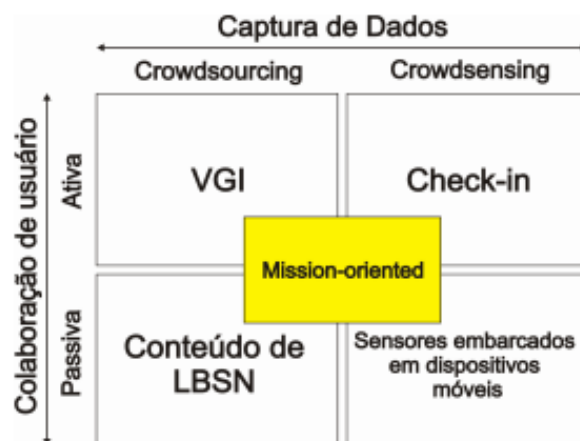 Captura de Dados
Crowdsourcing
Crowdsensing
Colaboração de usuário
Ativa
VGI
Check-in
Mission-oriented
Passiva
Conteúdo de
LBSN
Sensores embarcados
em dispositivos
móveis